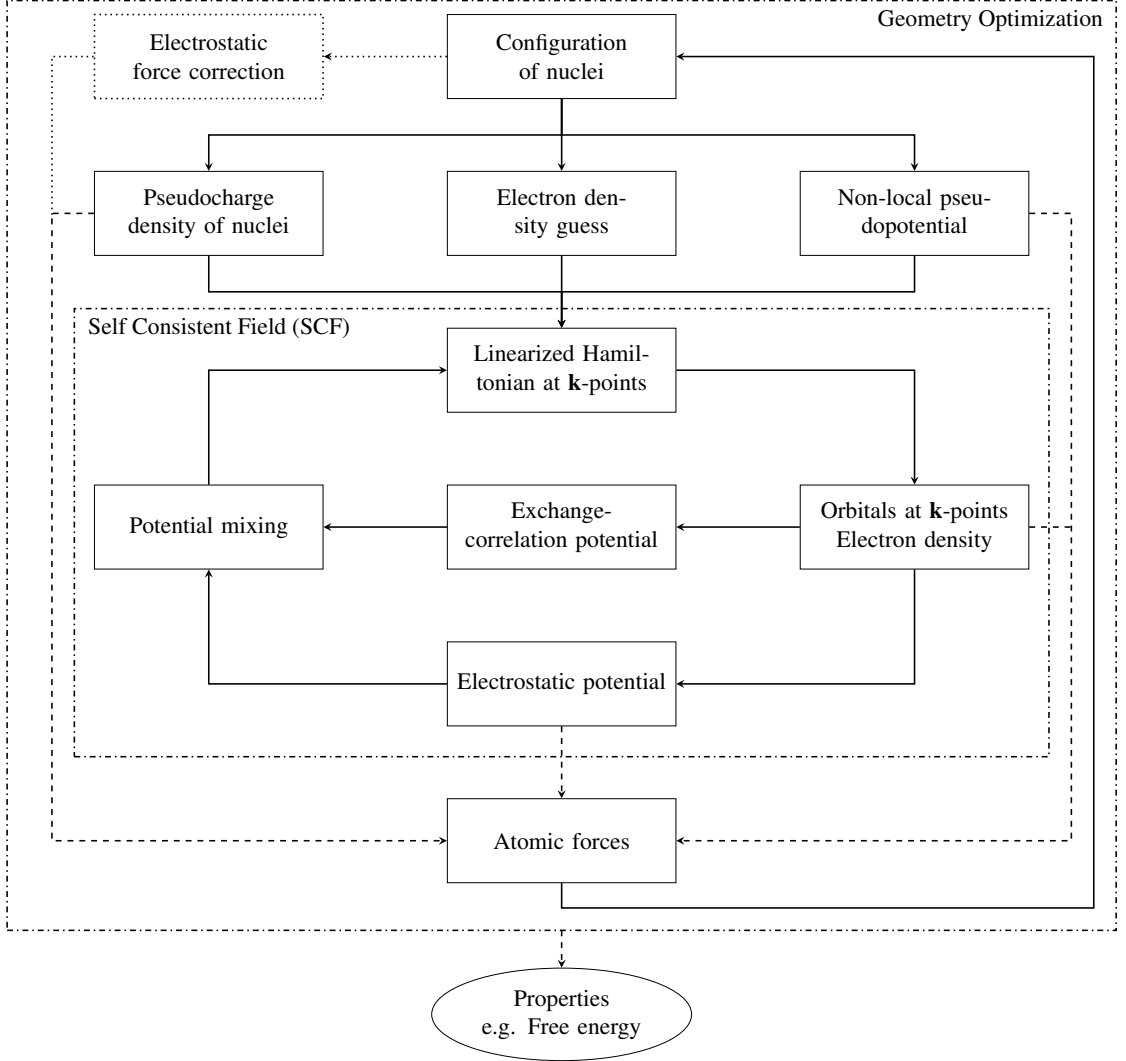 Geometry Optimization
Electrostatic
force correction
Configuration
of nuclei
Pseudocharge
density of nuclei
Electron den-
sity guess
Non-local pseu-
dopotential
Self Consistent Field (SCF)
Linearized Hamil-
tonian at k-points
Potential mixing
Exchange-
correlation potential
Orbitals at k-points
Electron density
Electrostatic potential
Atomic forces
Properties
e.g. Free energy